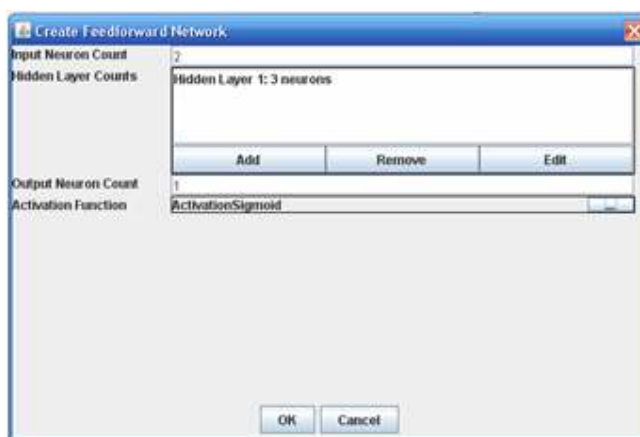 Create Feedforward Network
Input Neuron Count 2
Hidden Layer Counts Hidden Layer 1: 3 neurons
Add Remove Edit
Output Neuron Count 1
Activation Function ActivationSigmoid ...
OK Cancel